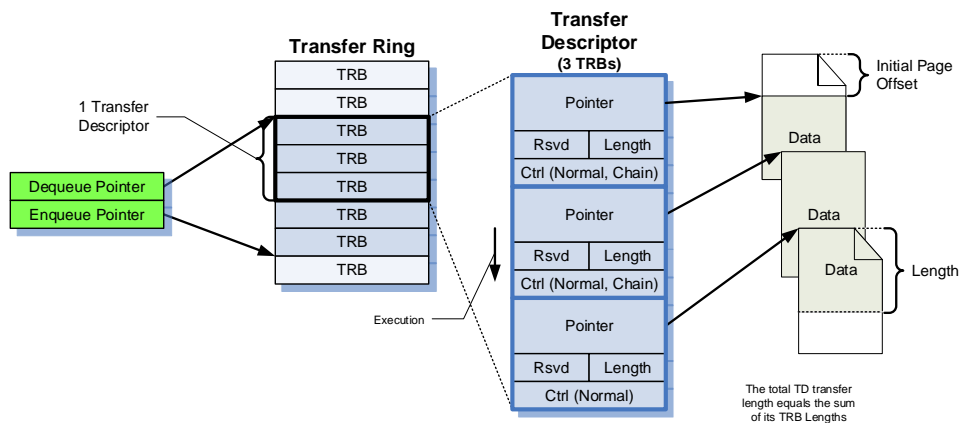 Transfer Ring
TRB
TRB
TRB
TRB
TRB
TRB
TRB
TRB
1 Transfer
Descriptor
Dequeue Pointer
Enqueue Pointer
Execution
Transfer
Descriptor
(3 TRBs)
Pointer
Rsvd
Length
Ctrl (Normal, Chain)
Pointer
Rsvd
Length
Ctrl (Normal, Chain)
Pointer
Rsvd
Length
Ctrl (Normal)
Initial Page
Offset
Data
Data
Data
Length
The total TD transfer
length equals the sum
of its TRB Lengths